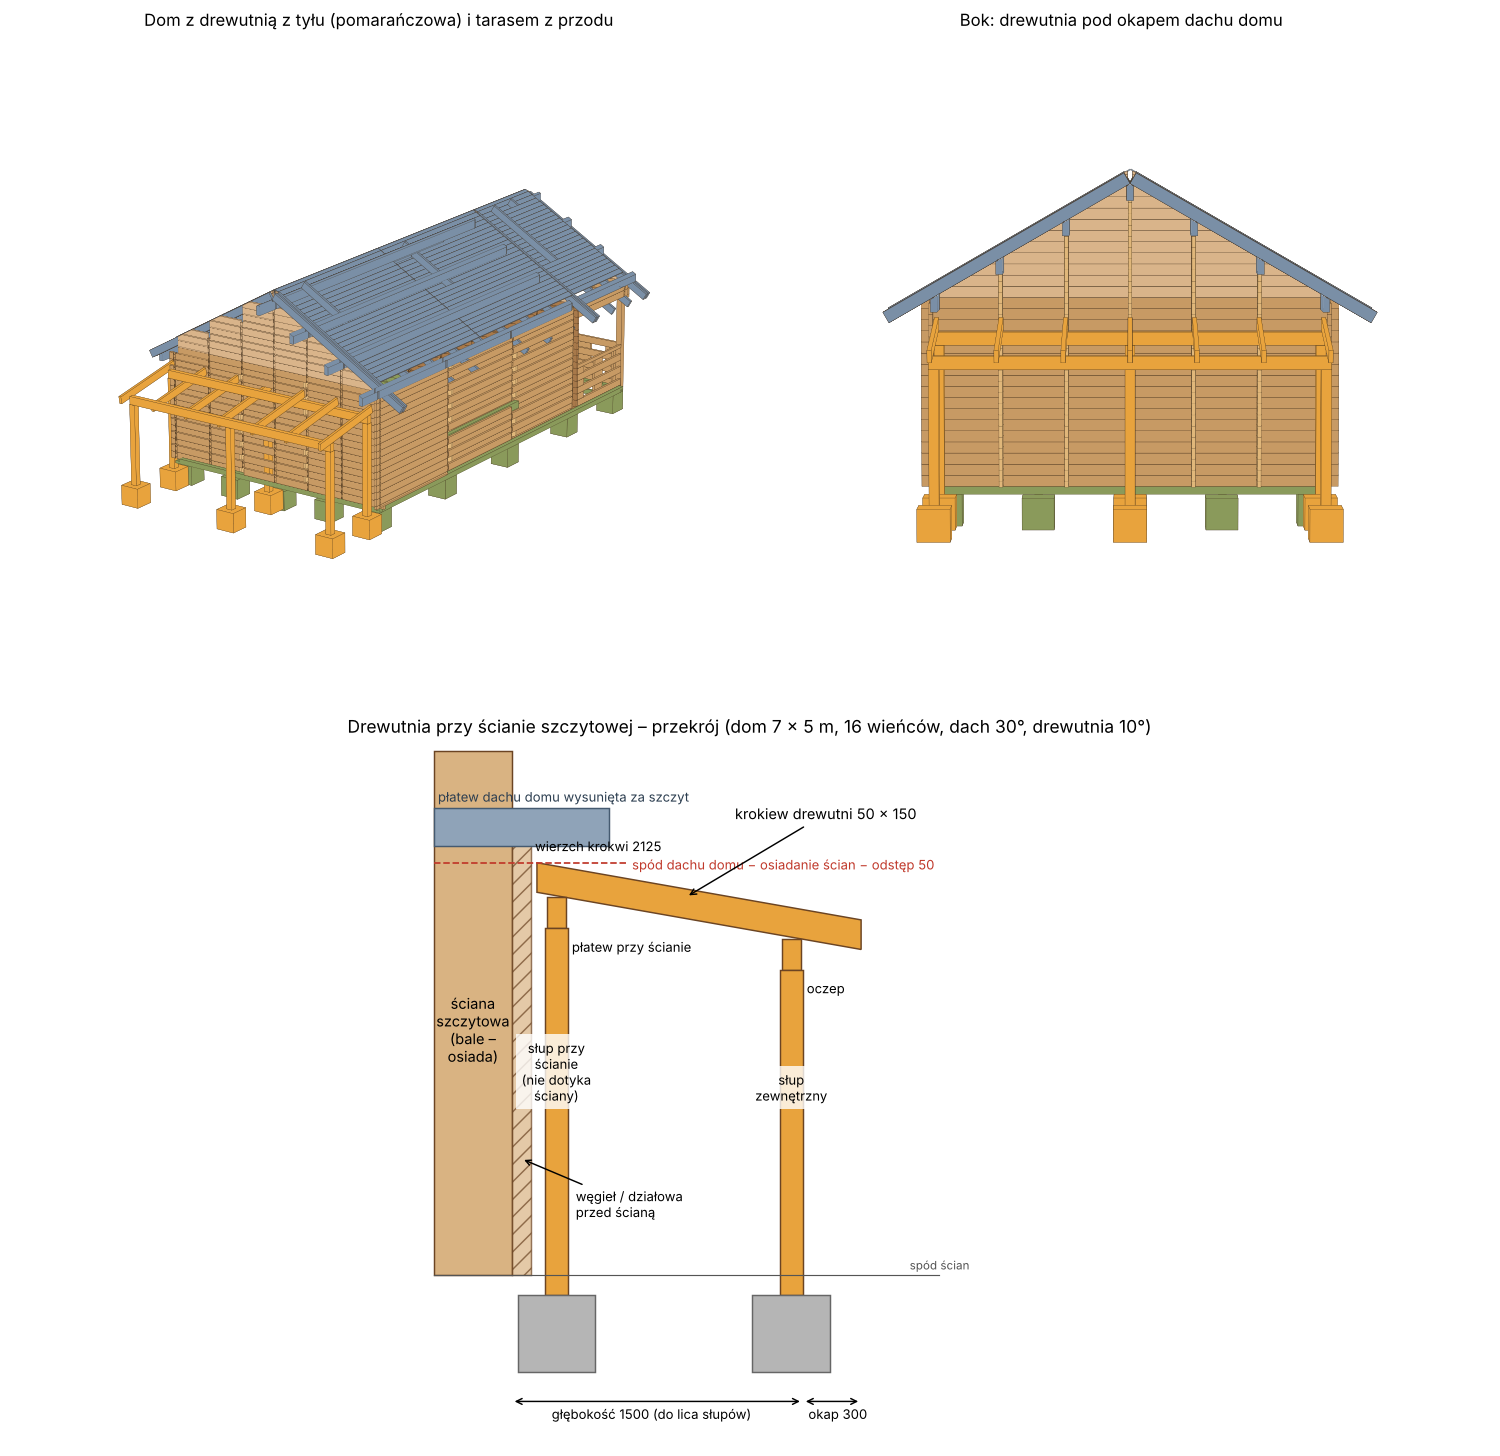 Dom z drewutnią z tyłu (pomarańczowa) i tarasem z przodu
Bok: drewutnia pod okapem dachu domu
Drewutnia przy ścianie szczytowej – przekrój (dom 7 × 5 m, 16 wieńców, dach 30°, drewutnia 10°)
płatew dachu domu wysunięta za szczyt
krokiew drewutni 50 × 150
wierzch krokwi 2125
spód dachu domu − osiadanie ścian − odstęp 50
płatew przy ścianie
oczep
ściana
szczytowa
(bale –
osiada)
słup przy
ścianie
(nie dotyka
ściany)
słup
zewnętrzny
węgieł / działowa
przed ścianą
spód ścian
głębokość 1500 (do lica słupów)
okap 300